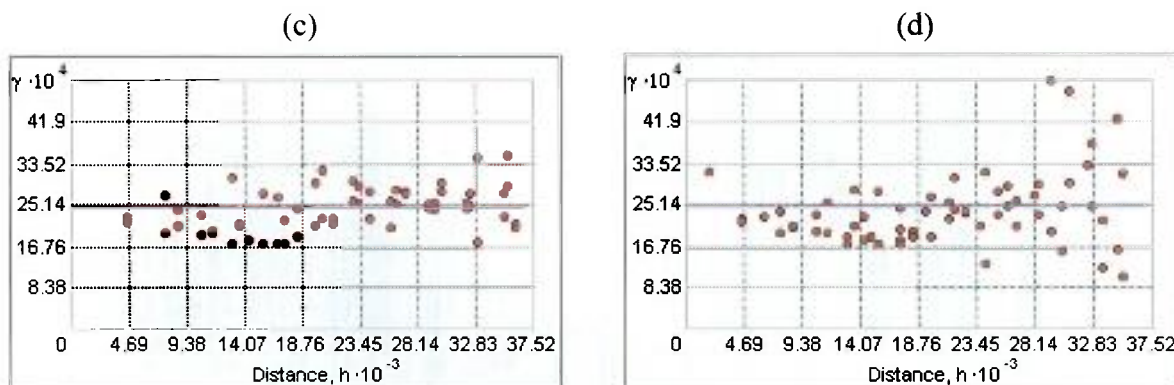 (c)
(d)
γ ·10 4
41.9
33.52
25.14
16.76
8.38
0 4.69 9.38 14.07 18.76 23.45 28.14 32.83 37.52
Distance, h ·10 -3
γ ·10 4
41.9
33.52
25.14
16.76
8.38
0 4.69 9.38 14.07 18.76 23.45 28.14 32.83 37.52
Distance, h ·10 -3